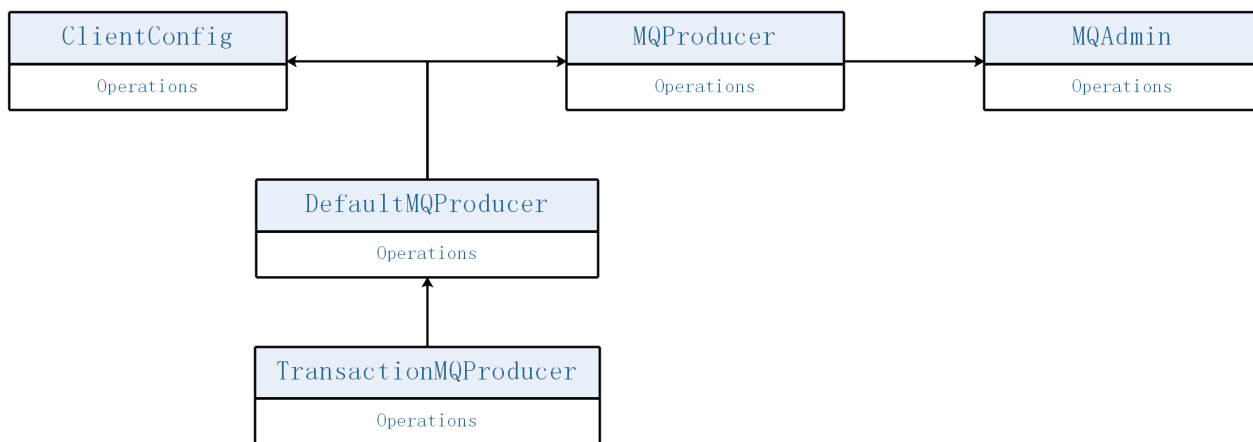 ClientConfig
Operations
MQProducer
Operations
MQAdmin
Operations
DefaultMQProducer
Operations
TransactionMQProducer
Operations